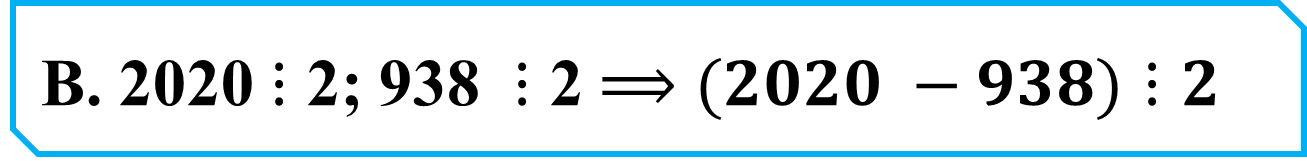 B. 2020 ⋮ 2; 938 ⋮ 2 ⟹ (2020 − 938) ⋮ 2